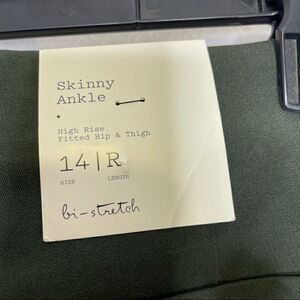 Skinny
Ankle
High Rise
Fitted Hip & Thigh
14|R
SIZE LENGTH
bi-stretch